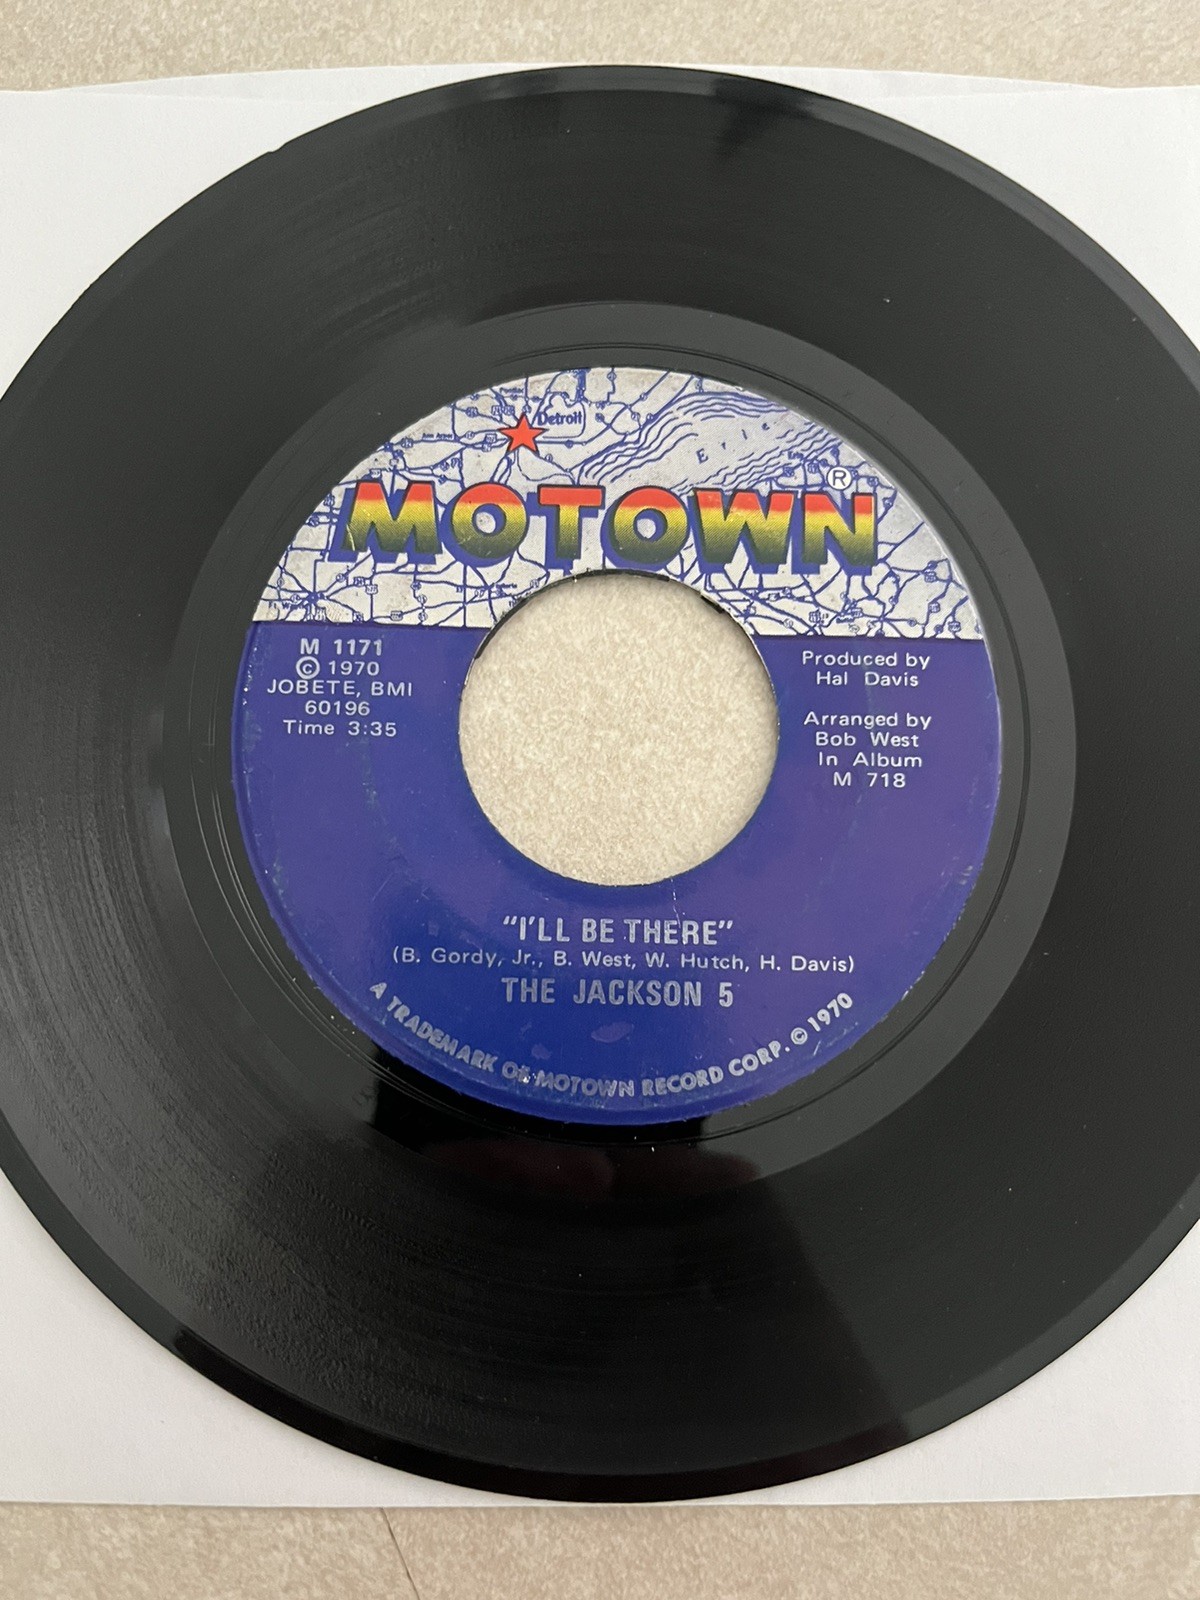 Detroit
Erie
MOTOWN®
M 1171
© 1970
JOBETE, BMI
60196
Time 3:35
Produced by
Hal Davis
Arranged by
Bob West
In Album
M 718
"I'LL BE THERE"
(B. Gordy, Jr., B. West, W. Hutch, H. Davis)
THE JACKSON 5
A TRADEMARK OF MOTOWN RECORD CORP. © 1970